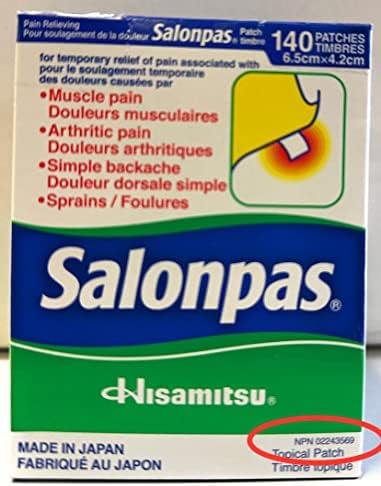 Pain Relieving
Pour soulagement de la douleur Salonpas® Patch timbre
140 PATCHES
TIMBRES
6.5cm×4.2cm
for temporary relief of pain associated with
pour le soulagement temporaire
des douleurs causées par
•Muscle pain
Douleurs musculaires
•Arthritic pain
Douleurs arthritiques
•Simple backache
Douleur dorsale simple
•Sprains / Foulures
Salonpas®
Hisamitsu®
NPN 02243569
Topical Patch
Timbre topique
MADE IN JAPAN
FABRIQUÉ AU JAPON